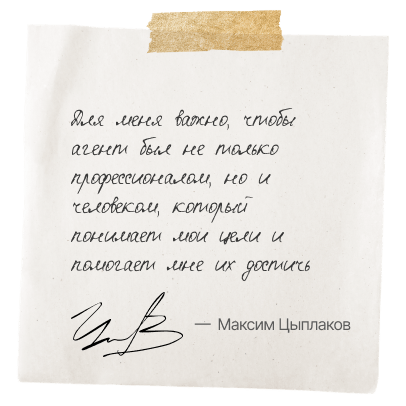 Для меня важно, чтобы
агент был не только
профессионалом, но и
человеком, который
понимает мои цели и
помогает мне их достичь
— Максим Цыплаков